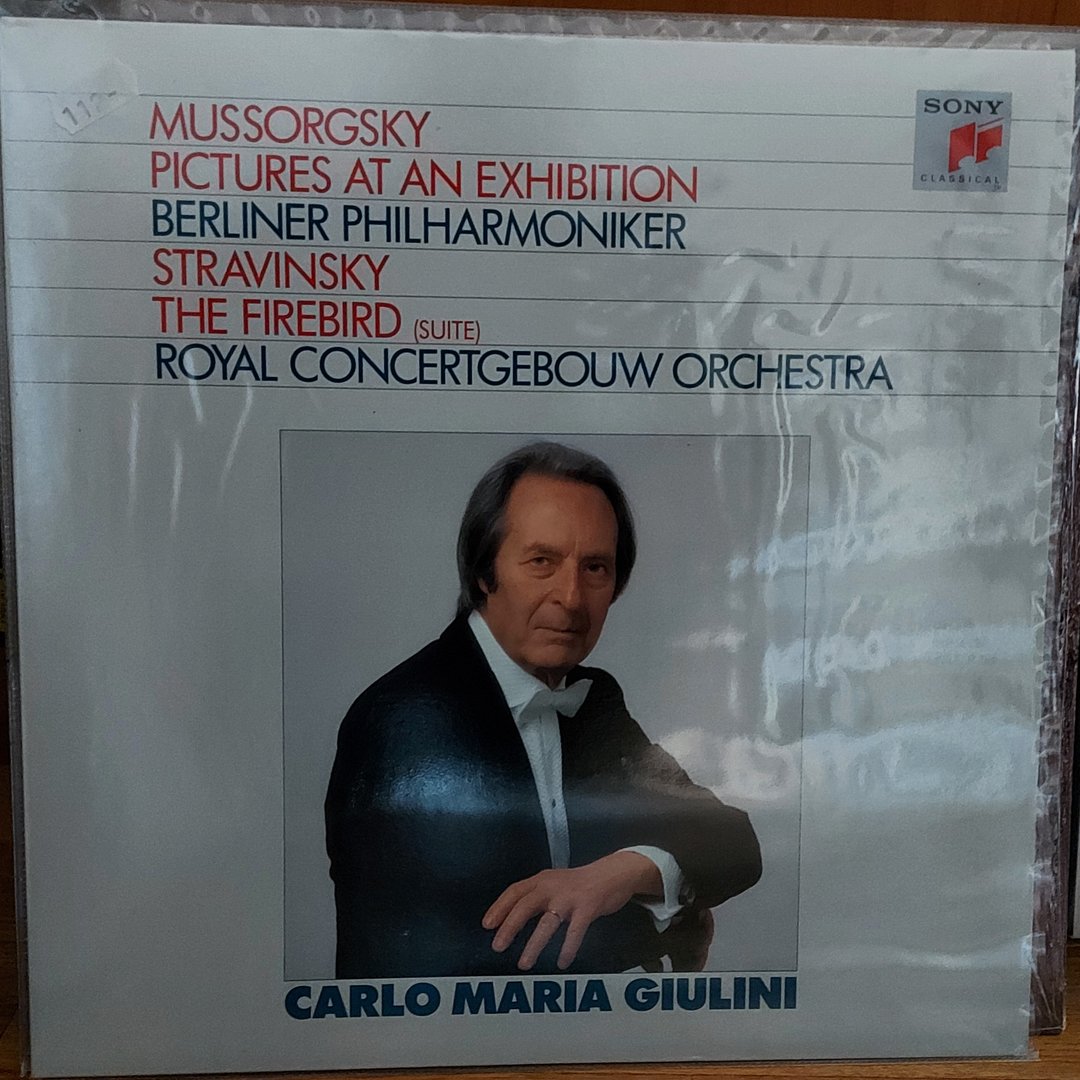 MUSSORGSKY
PICTURES AT AN EXHIBITION
BERLINER PHILHARMONIKER
STRAVINSKY
THE FIREBIRD (SUITE)
ROYAL CONCERTGEBOUW ORCHESTRA
SONY
CLASSICAL
CARLO MARIA GIULINI